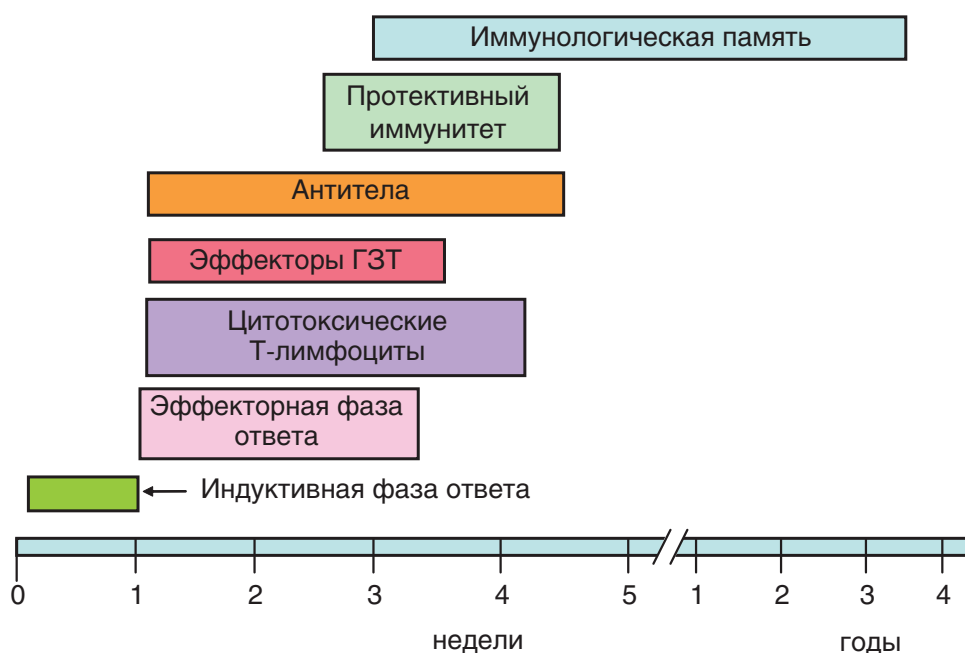 Иммунологическая память
Протективный
иммунитет
Антитела
Эффекторы ГЗТ
Цитотоксические
Т-лимфоциты
Эффекторная фаза
ответа
Индуктивная фаза ответа
0 1 2 3 4 5 1 2 3 4
недели годы